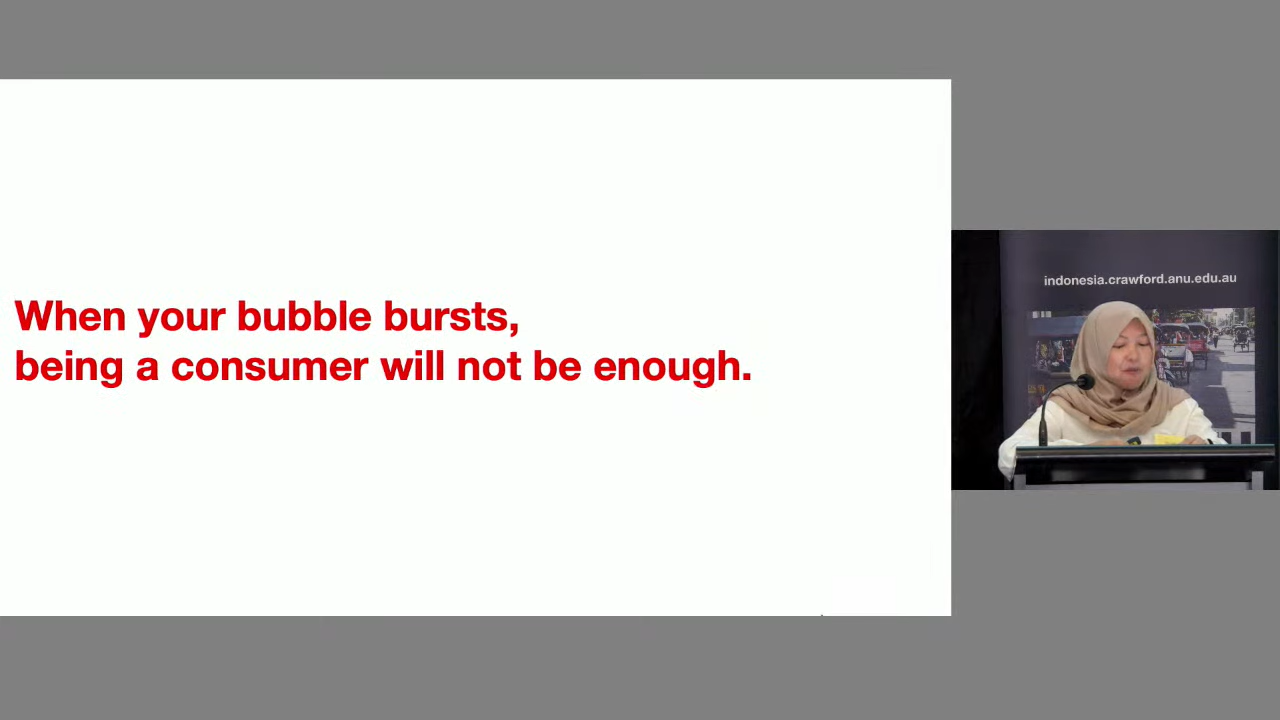 When your bubble bursts,
being a consumer will not be enough.
indonesia.crawford.anu.edu.au